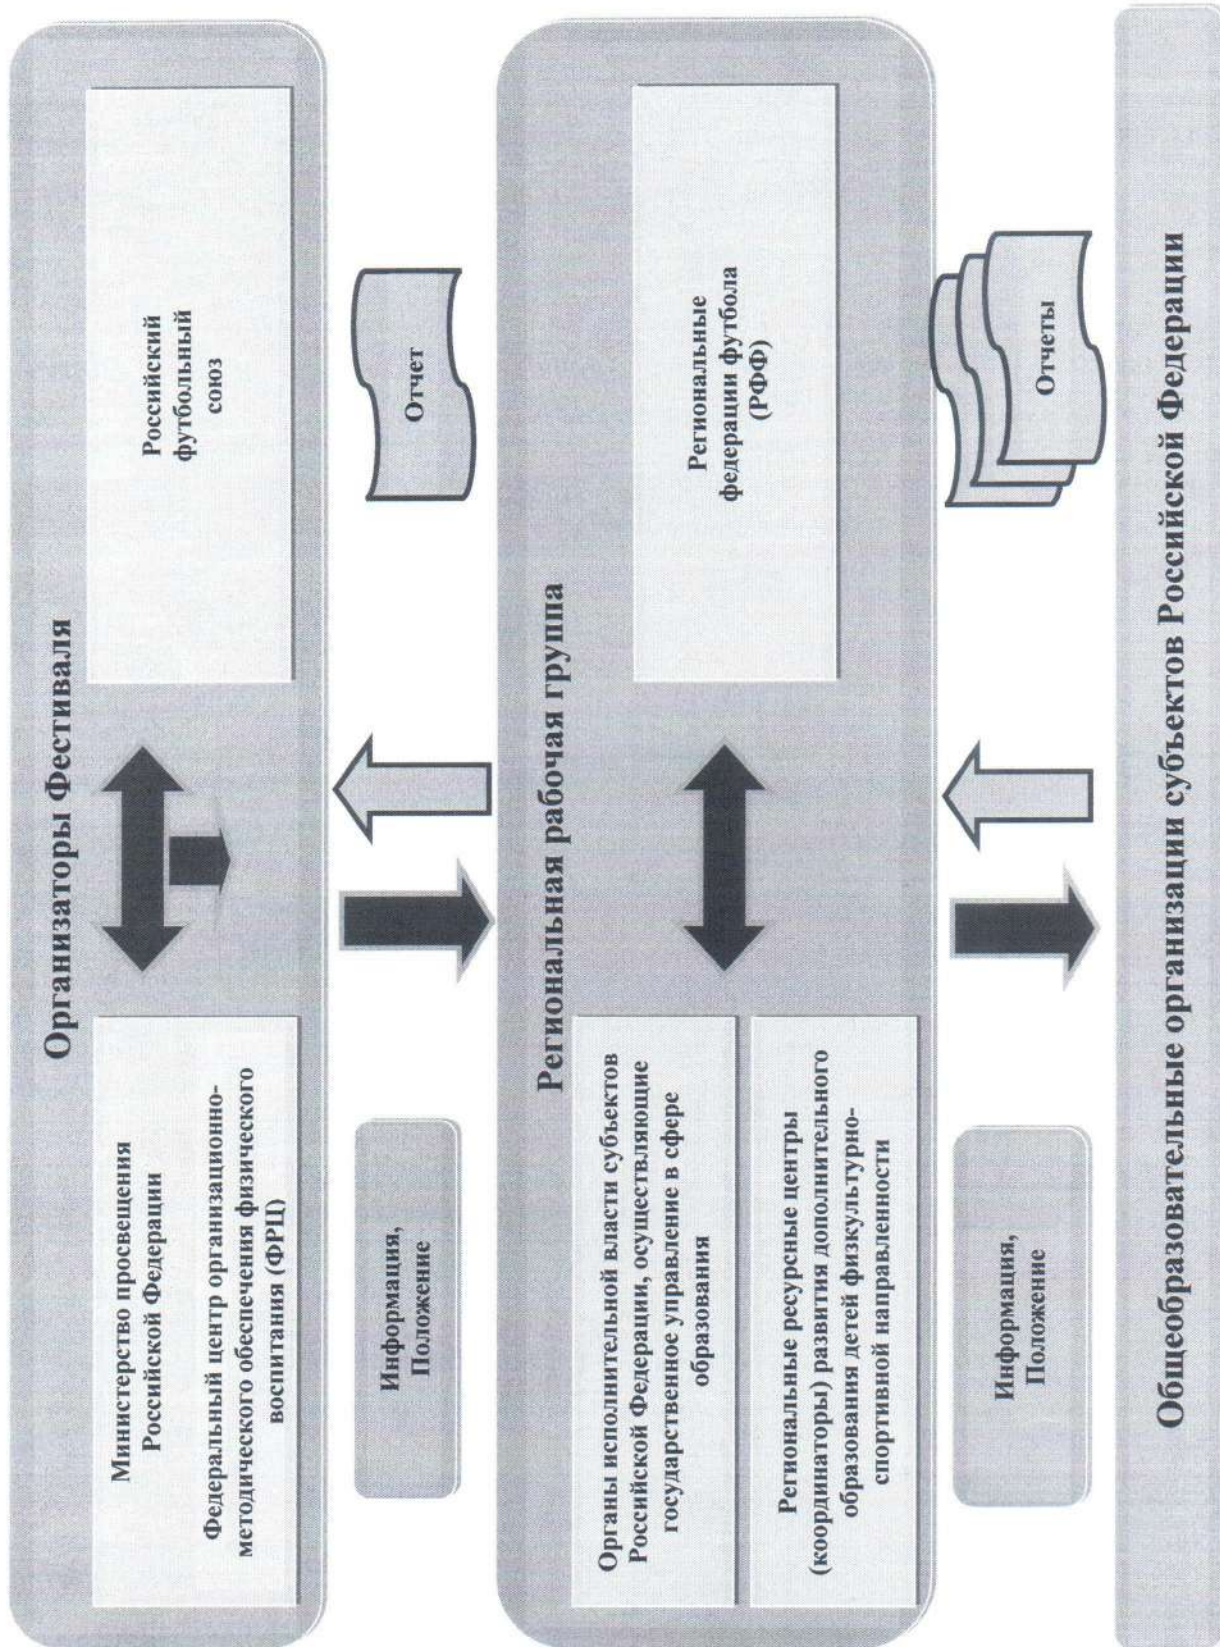 Организаторы Фестиваля
Министерство просвещения
Российской Федерации
Федеральный центр организационно-
методического обеспечения физического
воспитания (ФРЦ)
Российский
футбольный
союз
Информация,
Положение
Отчет
Региональная рабочая группа
Органы исполнительной власти субъектов
Российской Федерации, осуществляющие
государственное управление в сфере
образования
Региональные ресурсные центры
(координаторы) развития дополнительного
образования детей физкультурно-
спортивной направленности
Региональные
федерации футбола
(РФФ)
Информация,
Положение
Отчеты
Общеобразовательные организации субъектов Российской Федерации